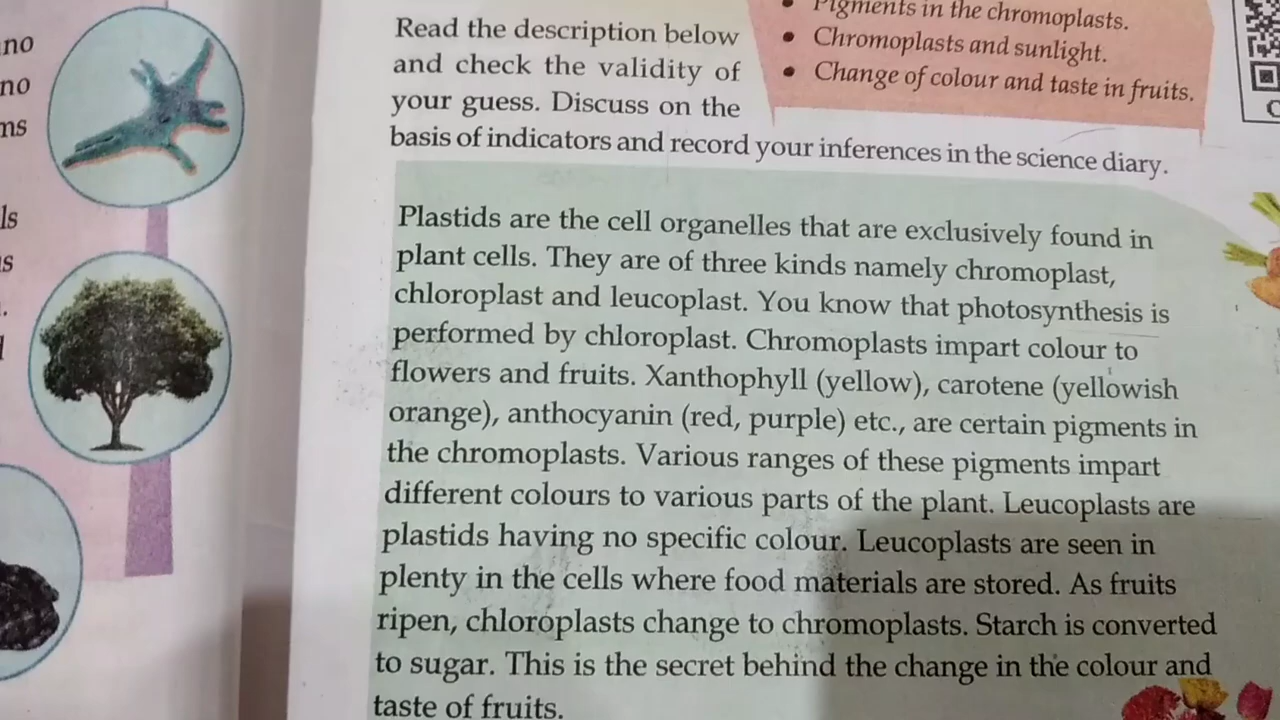 no
no
ms
ls
s
.
Read the description below
and check the validity of
your guess. Discuss on the
basis of indicators and record your inferences in the science diary.
• Pigments in the chromoplasts.
• Chromoplasts and sunlight.
• Change of colour and taste in fruits.
Plastids are the cell organelles that are exclusively found in
plant cells. They are of three kinds namely chromoplast,
chloroplast and leucoplast. You know that photosynthesis is
performed by chloroplast. Chromoplasts impart colour to
flowers and fruits. Xanthophyll (yellow), carotene (yellowish
orange), anthocyanin (red, purple) etc., are certain pigments in
the chromoplasts. Various ranges of these pigments impart
different colours to various parts of the plant. Leucoplasts are
plastids having no specific colour. Leucoplasts are seen in
plenty in the cells where food materials are stored. As fruits
ripen, chloroplasts change to chromoplasts. Starch is converted
to sugar. This is the secret behind the change in the colour and
taste of fruits.